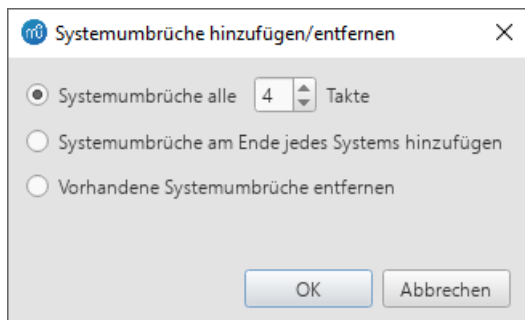 Systemumbrüche hinzufügen/entfernen
Systemumbrüche alle 4 Takte
Systemumbrüche am Ende jedes Systems hinzufügen
Vorhandene Systemumbrüche entfernen
OK Abbrechen